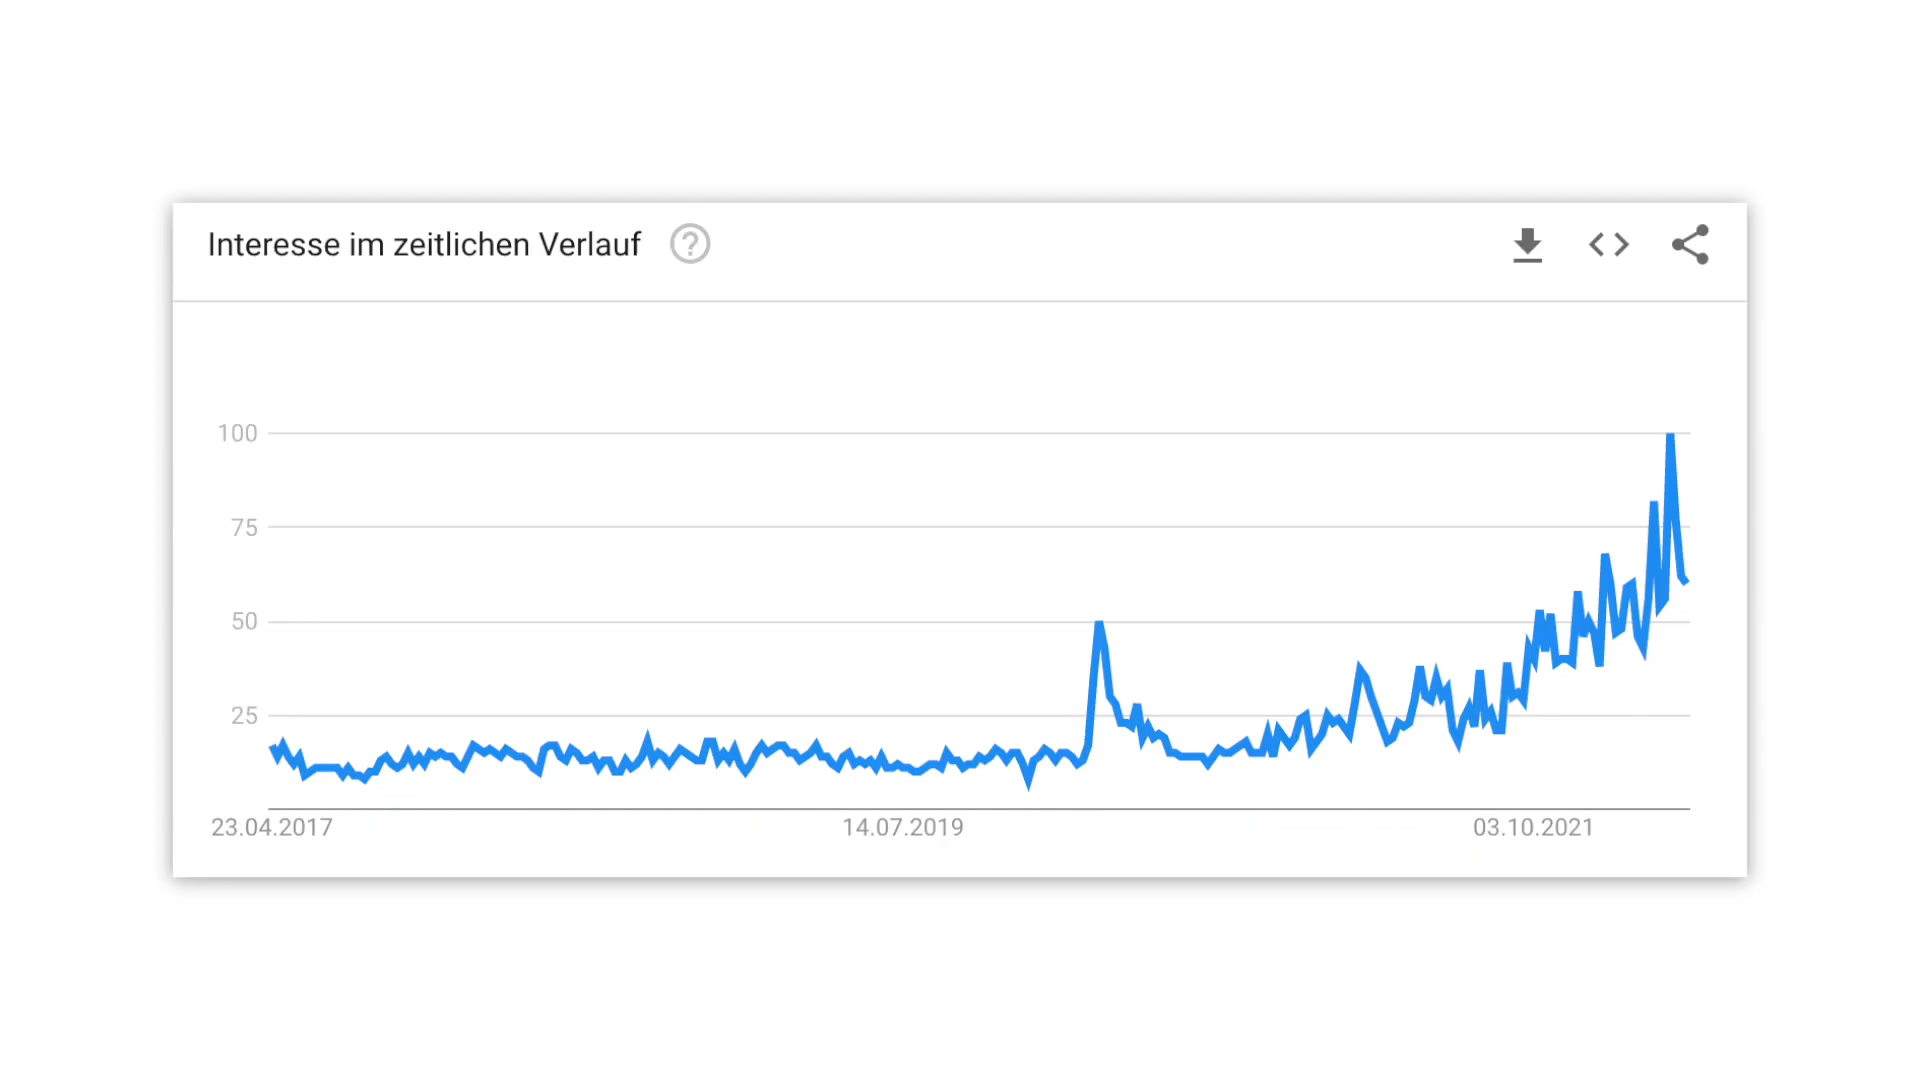 Interesse im zeitlichen Verlauf ?
100
75
50
25
23.04.2017 14.07.2019 03.10.2021